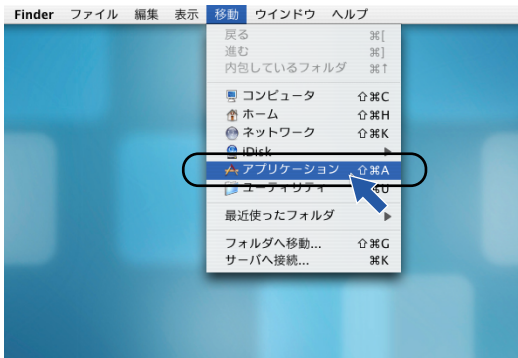 Finder ファイル 編集 表示 移動 ウインドウ ヘルプ
戻る ⌘[
進む ⌘]
内包しているフォルダ ⌘↑
コンピュータ ⇧⌘C
ホーム ⇧⌘H
ネットワーク ⇧⌘K
iDisk ▶
アプリケーション ⇧⌘A
ユーティリティ ⌘U
最近使ったフォルダ ▶
フォルダへ移動... ⇧⌘G
サーバへ接続... ⌘K